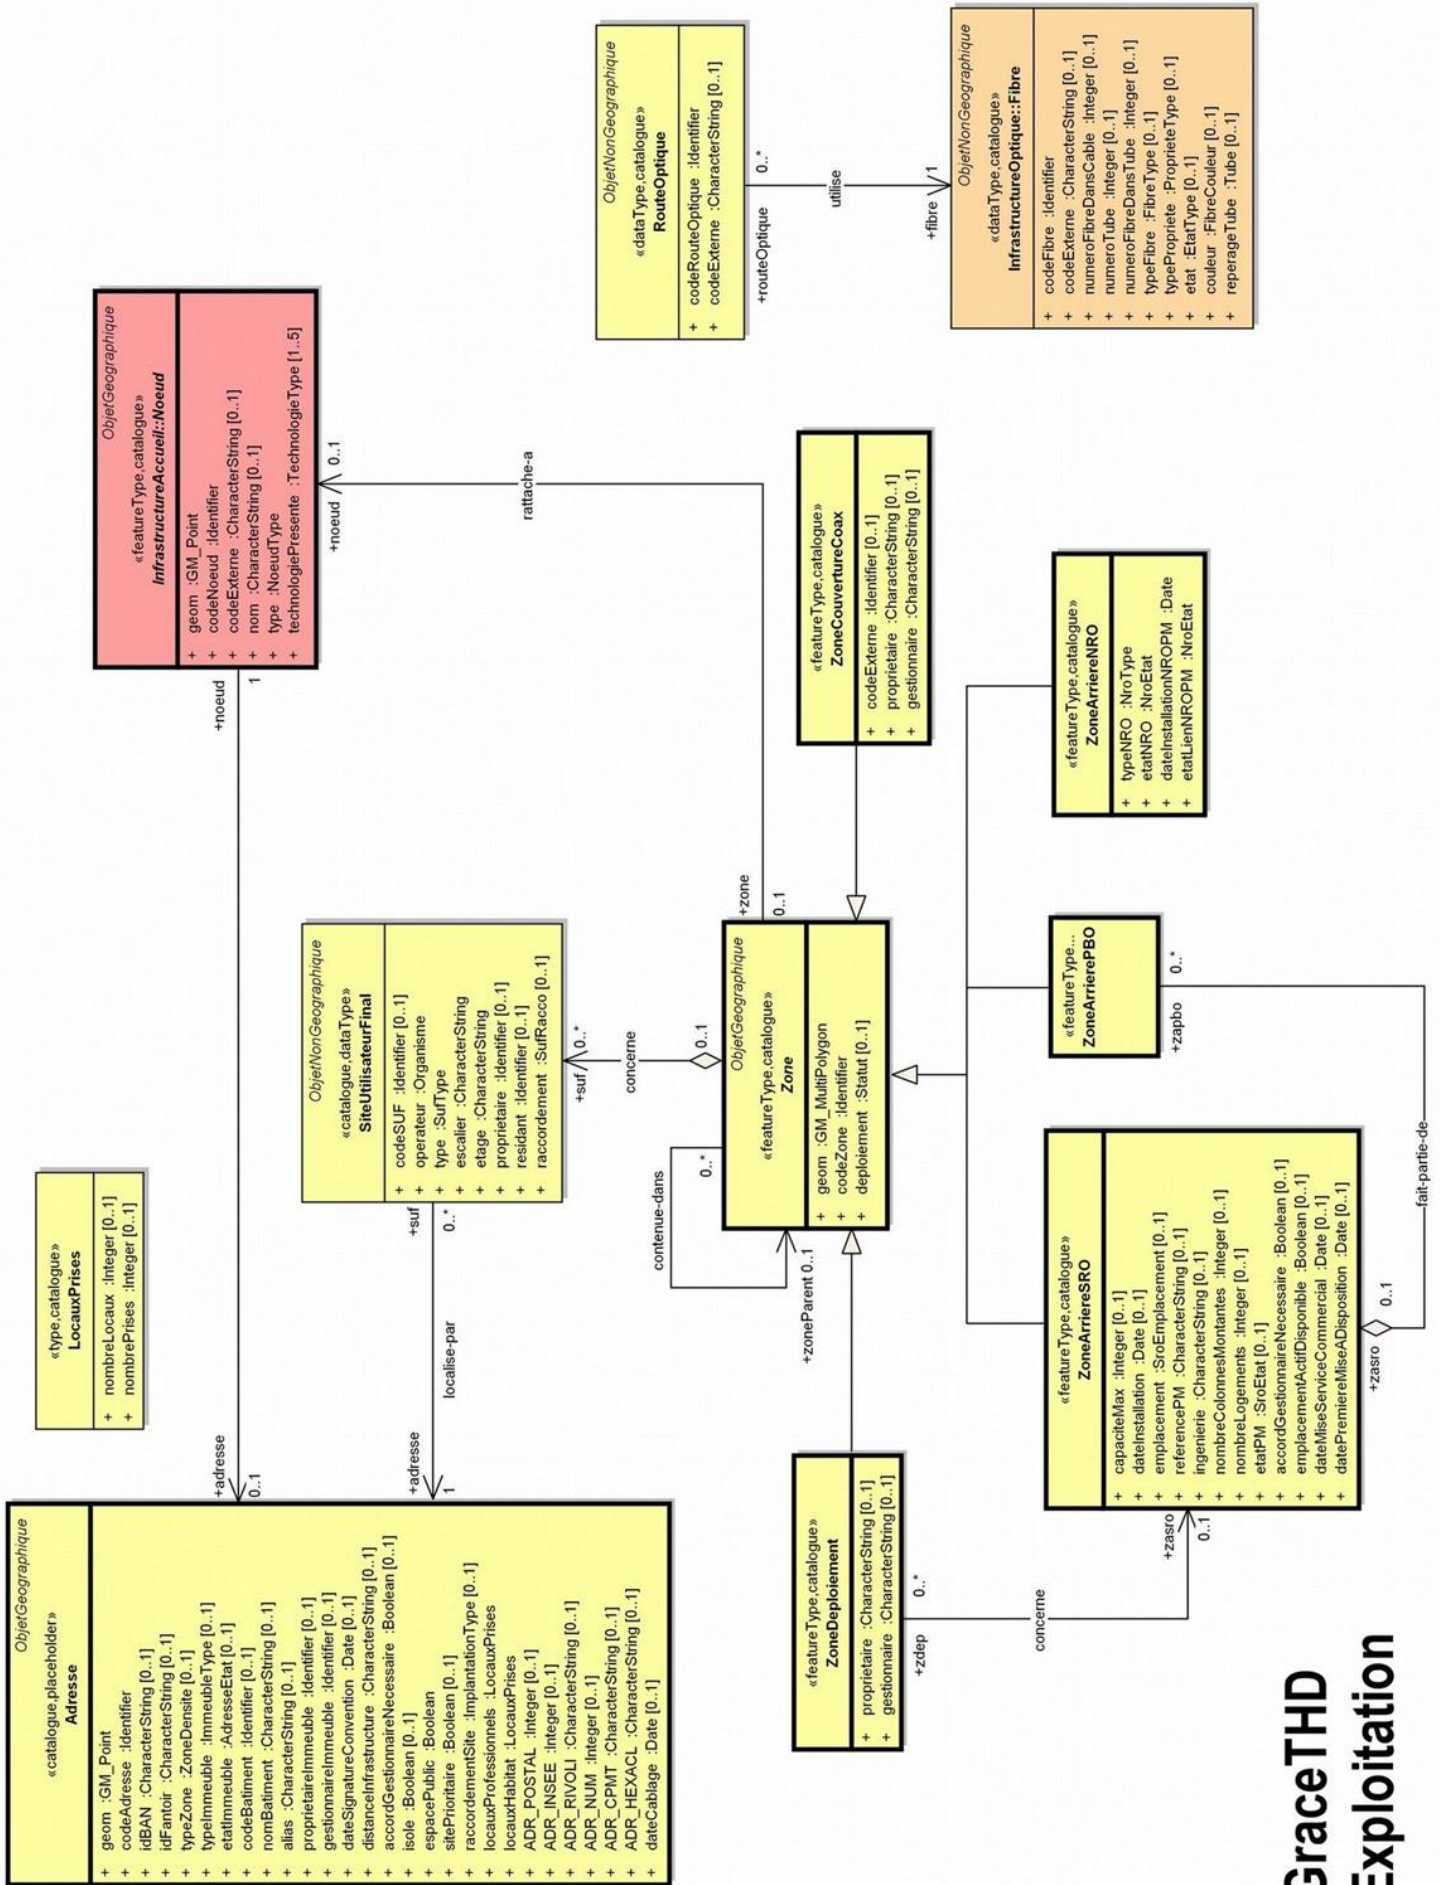 ObjetGeographique
«catalogue,placeholder»
Adresse
+ geom :GM_Point
+ codeAdresse :Identifier
+ idBAN :CharacterString [0..1]
+ idFantoir :CharacterString [0..1]
+ typeZone :ZoneDensite [0..1]
+ typeImmeuble :ImmeubleType [0..1]
+ etatImmeuble :AdresseEtat [0..1]
+ codeBatiment :Identifier [0..1]
+ nomBatiment :CharacterString [0..1]
+ alias :CharacterString [0..1]
+ proprietaireImmeuble :Identifier [0..1]
+ gestionnaireImmeuble :Identifier [0..1]
+ dateSignatureConvention :Date [0..1]
+ distanceInfrastructure :CharacterString [0..1]
+ accordGestionnaireNecessaire :Boolean [0..1]
+ isole :Boolean [0..1]
+ espacePublic :Boolean
+ sitePrioritaire :Boolean [0..1]
+ raccordementSite :ImplantationType [0..1]
+ locauxProfessionnels :LocauxPrises
+ locauxHabitat :LocauxPrises
+ ADR_POSTAL :Integer [0..1]
+ ADR_INSEE :Integer [0..1]
+ ADR_RIVOLI :CharacterString [0..1]
+ ADR_NUM :Integer [0..1]
+ ADR_CPMT :CharacterString [0..1]
+ ADR_HEXACL :CharacterString [0..1]
+ dateCablage :Date [0..1]
«type,catalogue»
LocauxPrises
+ nombreLocaux :Integer [0..1]
+ nombrePrises :Integer [0..1]
+adresse
0..1
+noeud
1
ObjetGeographique
«featureType,catalogue»
InfrastructureAccueil::Noeud
+ geom :GM_Point
+ codeNoeud :Identifier
+ codeExterne :CharacterString [0..1]
+ nom :CharacterString [0..1]
+ type :NoeudType
+ technologiePresente :TechnologieType [1..5]
+adresse
1
localise-par
+suf
0..*
ObjetNonGeographique
«catalogue,dataType»
SiteUtilisateurFinal
+ codeSUF :Identifier [0..1]
+ operateur :Organisme
+ type :SufType
+ escalier :CharacterString
+ etage :CharacterString
+ proprietaire :Identifier [0..1]
+ residant :Identifier [0..1]
+ raccordement :SufRacco [0..1]
+noeud
0..1
rattache-a
+zone
0..1
+suf
0..*
concerne
0..1
contenue-dans
0..*
+zoneParent 0..1
ObjetGeographique
«featureType,catalogue»
Zone
+ geom :GM_MultiPolygon
+ codeZone :Identifier
+ deploiement :Statut [0..1]
ObjetNonGeographique
«dataType,catalogue»
RouteOptique
+ codeRouteOptique :Identifier
+ codeExterne :CharacterString [0..1]
+routeOptique
0..*
utilise
+fibre
1
ObjetNonGeographique
«dataType,catalogue»
InfrastructureOptique::Fibre
+ codeFibre :Identifier
+ codeExterne :CharacterString [0..1]
+ numeroFibreDansCable :Integer [0..1]
+ numeroTube :Integer [0..1]
+ numeroFibreDansTube :Integer [0..1]
+ typeFibre :FibreType [0..1]
+ typePropriete :ProprieteType [0..1]
+ etat :EtatType [0..1]
+ couleur :FibreCouleur [0..1]
+ reperageTube :Tube [0..1]
«featureType,catalogue»
ZoneCouvertureCoax
+ codeExterne :Identifier [0..1]
+ proprietaire :CharacterString [0..1]
+ gestionnaire :CharacterString [0..1]
«featureType,catalogue»
ZoneDeploiement
+ proprietaire :CharacterString [0..1]
+ gestionnaire :CharacterString [0..1]
+zdep
0..*
concerne
+zasro
0..1
«featureType,catalogue»
ZoneArriereSRO
+ capaciteMax :Integer [0..1]
+ dateInstallation :Date [0..1]
+ emplacement :SroEmplacement [0..1]
+ referencePM :CharacterString [0..1]
+ ingenierie :CharacterString [0..1]
+ nombreColonnesMontantes :Integer [0..1]
+ nombreLogements :Integer [0..1]
+ etatPM :SroEtat [0..1]
+ accordGestionnaireNecessaire :Boolean [0..1]
+ emplacementActifDisponible :Boolean [0..1]
+ dateMiseServiceCommercial :Date [0..1]
+ datePremiereMiseADisposition :Date [0..1]
+zasro
0..1
fait-partie-de
«featureType...
ZoneArrierePBO
+zapbo
0..*
«featureType,catalogue»
ZoneArriereNRO
+ typeNRO :NroType
+ etatNRO :NroEtat
+ dateInstallationNROPM :Date
+ etatLienNROPM :NroEtat
GraceTHD
Exploitation